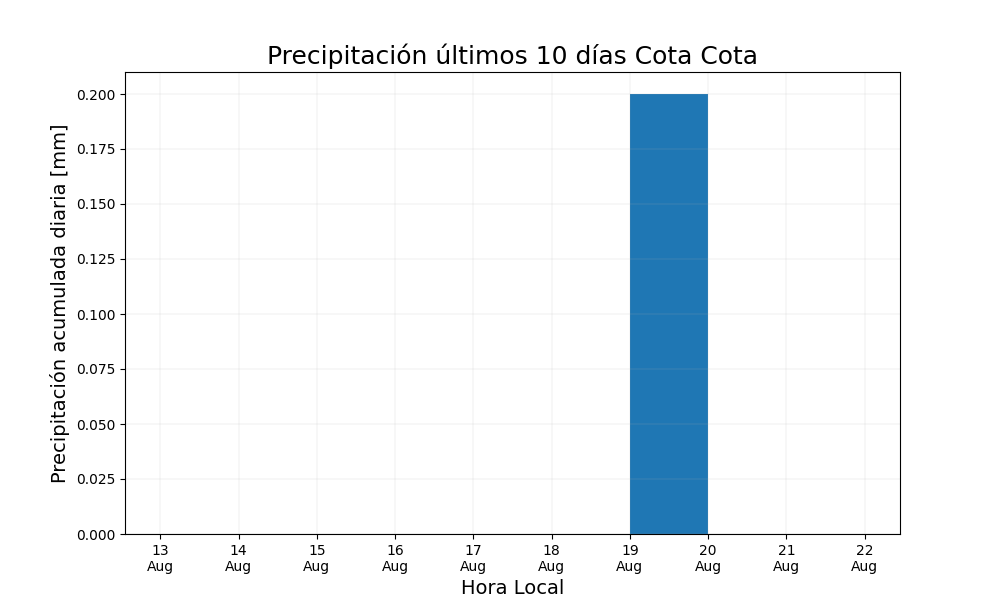 Precipitación últimos 10 días Cota Cota
Precipitación acumulada diaria [mm]
0.200
0.175
0.150
0.125
0.100
0.075
0.050
0.025
0.000
13 14 15 16 17 18 19 20 21 22
Aug Aug Aug Aug Aug Aug Aug Aug Aug Aug
Hora Local